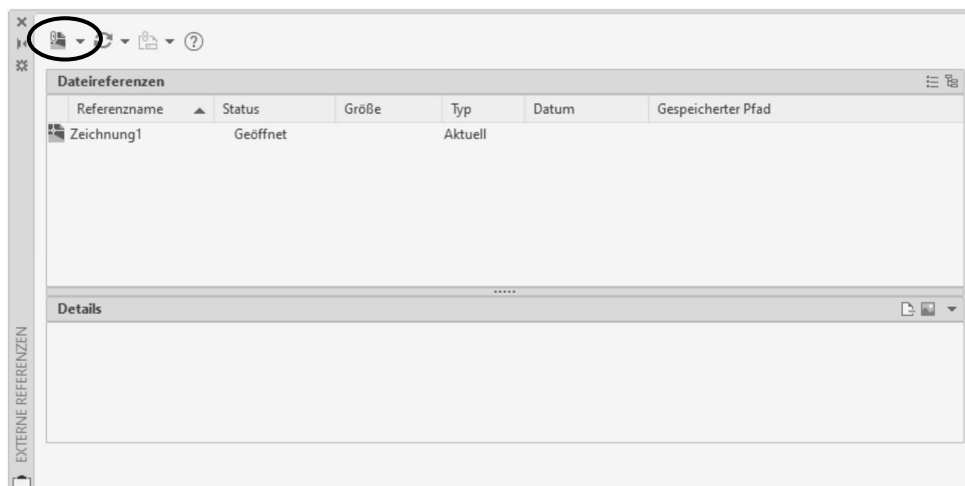 Dateireferenzen
Referenzname Status Größe Typ Datum Gespeicherter Pfad
Zeichnung1 Geöffnet Aktuell
Details
EXTERNE REFERENZEN